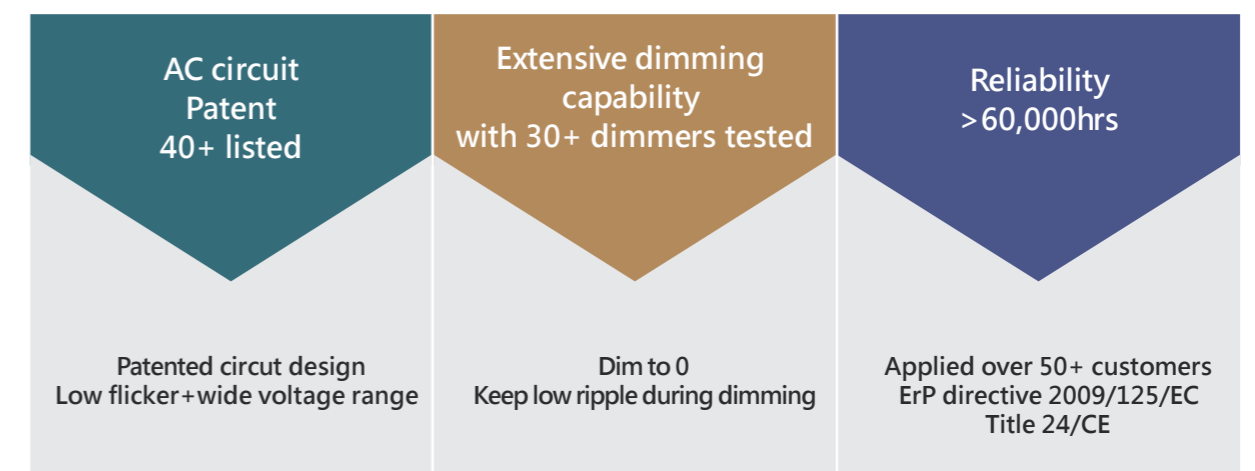 AC circuit
Patent
40+ listed
Patented circut design
Low flicker+wide voltage range
Extensive dimming
capability
with 30+ dimmers tested
Dim to 0
Keep low ripple during dimming
Reliability
>60,000hrs
Applied over 50+ customers
ErP directive 2009/125/EC
Title 24/CE